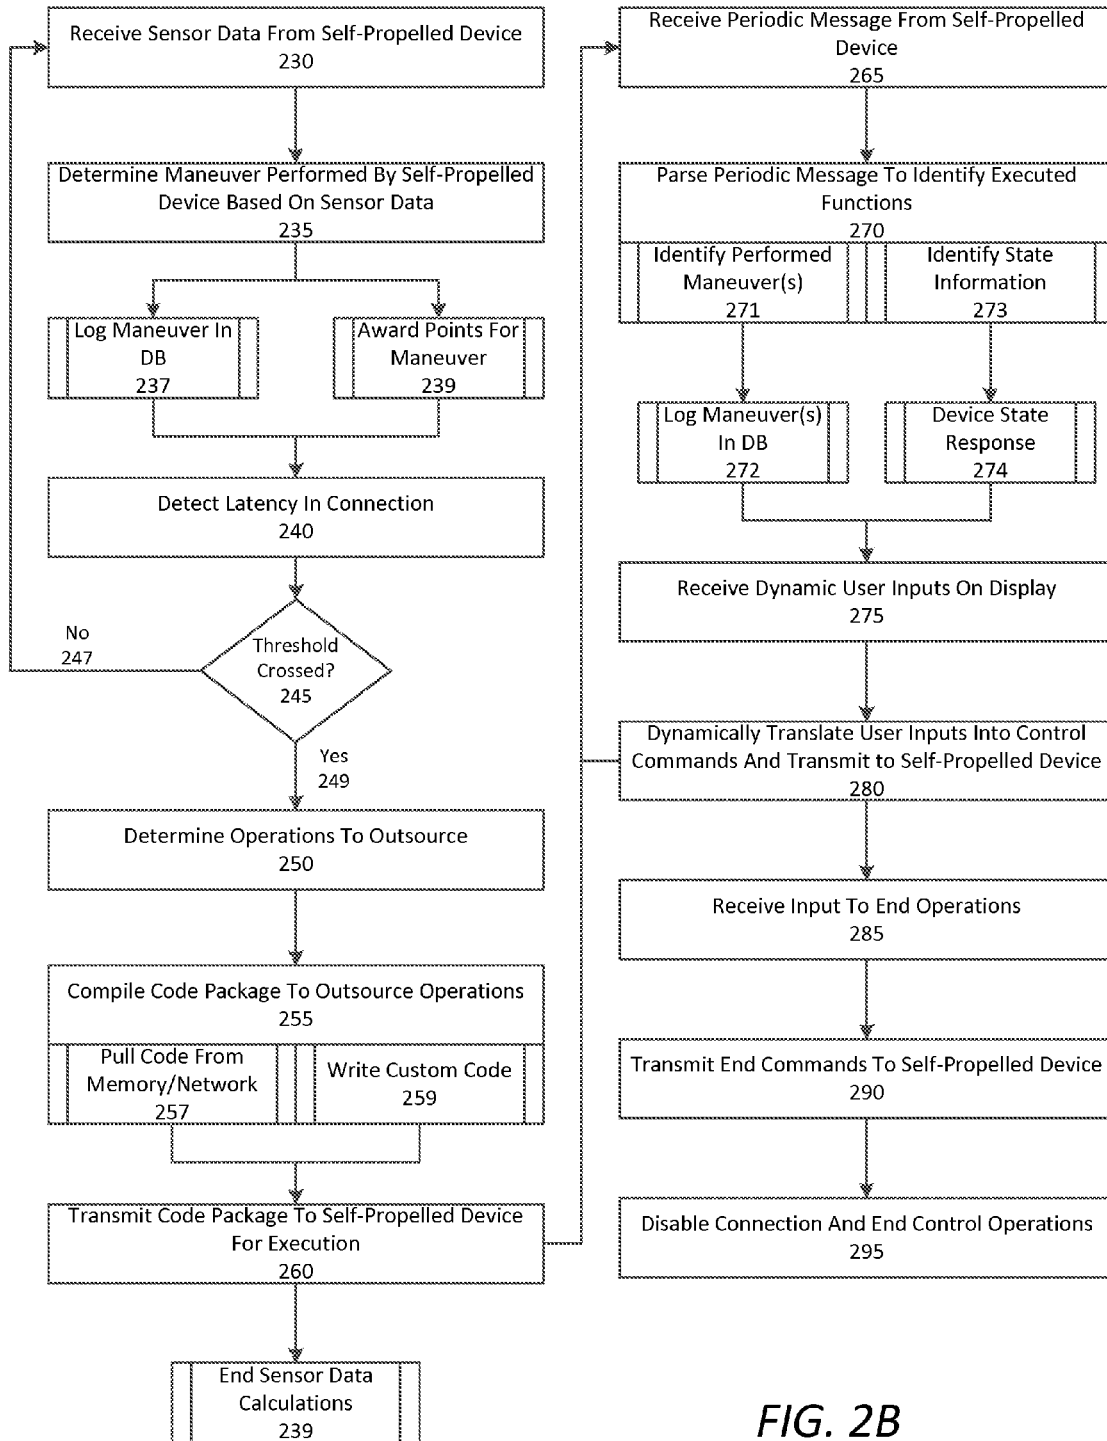 Receive Sensor Data From Self-Propelled Device
230
Determine Maneuver Performed By Self-Propelled
Device Based On Sensor Data
235
Log Maneuver In
DB
237
Award Points For
Maneuver
239
Detect Latency In Connection
240
No
247
Threshold
Crossed?
245
Yes
249
Determine Operations To Outsource
250
Compile Code Package To Outsource Operations
255
Pull Code From
Memory/Network
257
Write Custom Code
259
Transmit Code Package To Self-Propelled Device
For Execution
260
End Sensor Data
Calculations
239
Receive Periodic Message From Self-Propelled
Device
265
Parse Periodic Message To Identify Executed
Functions
270
Identify Performed
Maneuver(s)
271
Identify State
Information
273
Log Maneuver(s)
In DB
272
Device State
Response
274
Receive Dynamic User Inputs On Display
275
Dynamically Translate User Inputs Into Control
Commands And Transmit to Self-Propelled Device
280
Receive Input To End Operations
285
Transmit End Commands To Self-Propelled Device
290
Disable Connection And End Control Operations
295
FIG. 2B